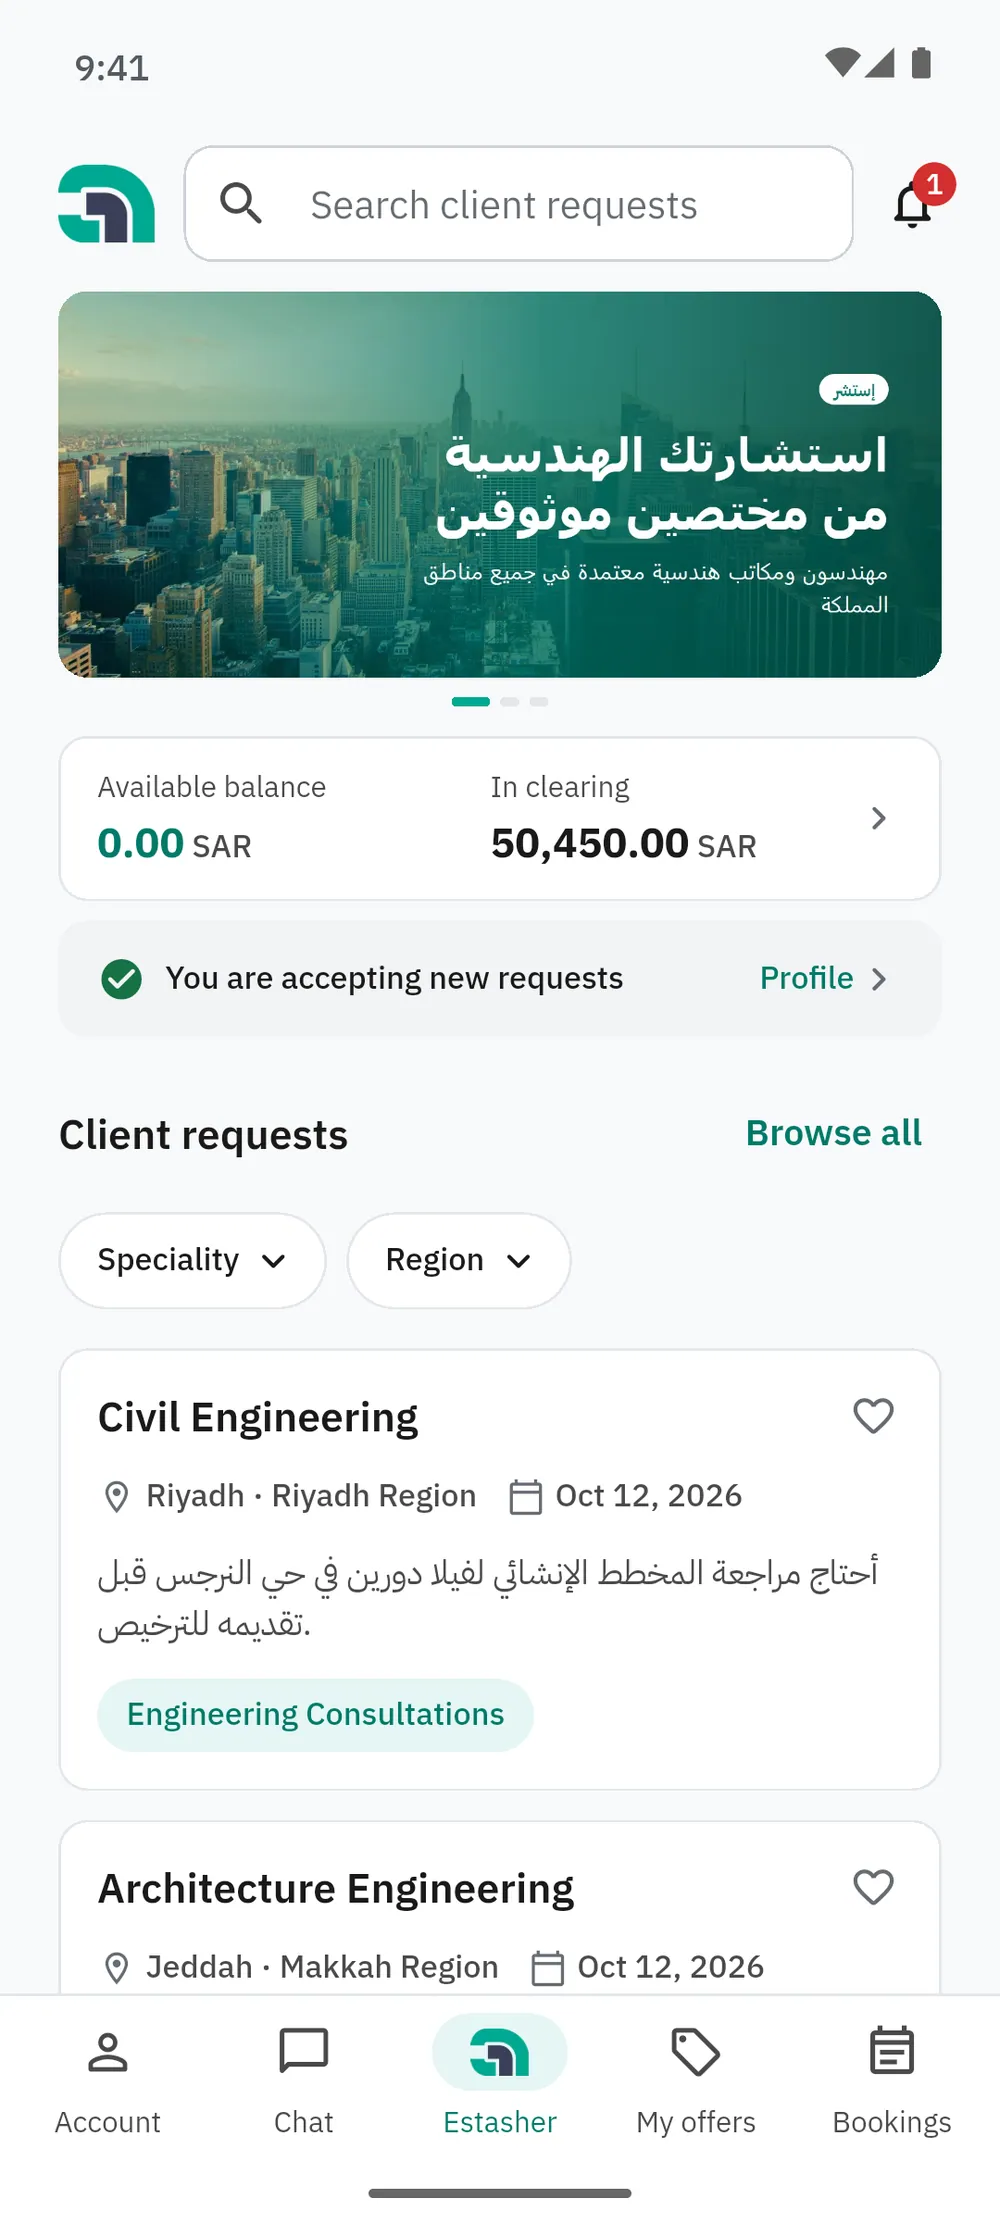 9:41
Search client requests
1
إستشر
استشارتك الهندسية
من مختصين موثوقين
مهندسون ومكاتب هندسية معتمدة في جميع مناطق
المملكة
Available balance
In clearing
0.00 SAR
50,450.00 SAR
You are accepting new requests
Profile
Client requests
Browse all
Speciality
Region
Civil Engineering
Riyadh · Riyadh Region
Oct 12, 2026
أحتاج مراجعة المخطط الإنشائي لفيلا دورين في حي النرجس قبل
تقديمه للترخيص.
Engineering Consultations
Architecture Engineering
Jeddah · Makkah Region
Oct 12, 2026
Account
Chat
Estasher
My offers
Bookings